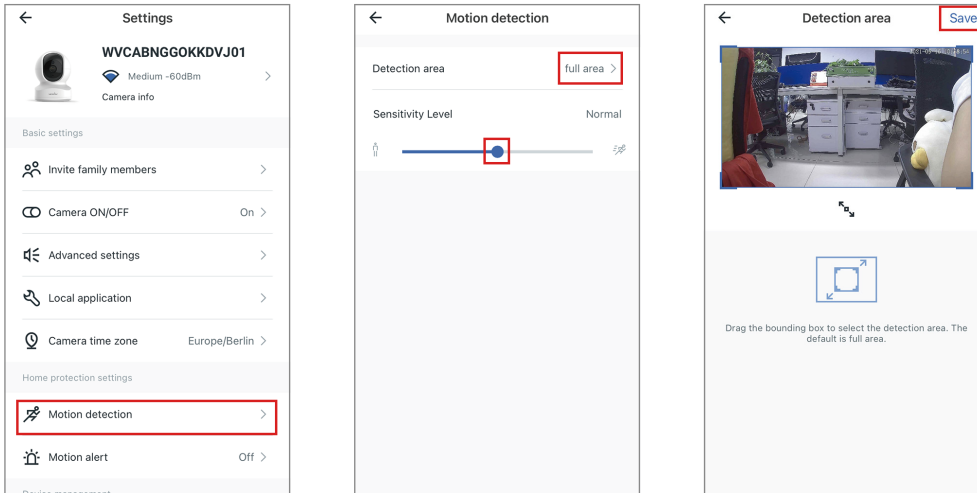 Settings
WVCABNGGOKKDVJ01
Medium -60dBm
Camera info
Basic settings
Invite family members
Camera ON/OFF On
Advanced settings
Local application
Camera time zone Europe/Berlin
Home protection settings
Motion detection
Motion alert Off
Device management
Motion detection
Detection area full area
Sensitivity Level Normal
Detection area Save
Drag the bounding box to select the detection area. The
default is full area.